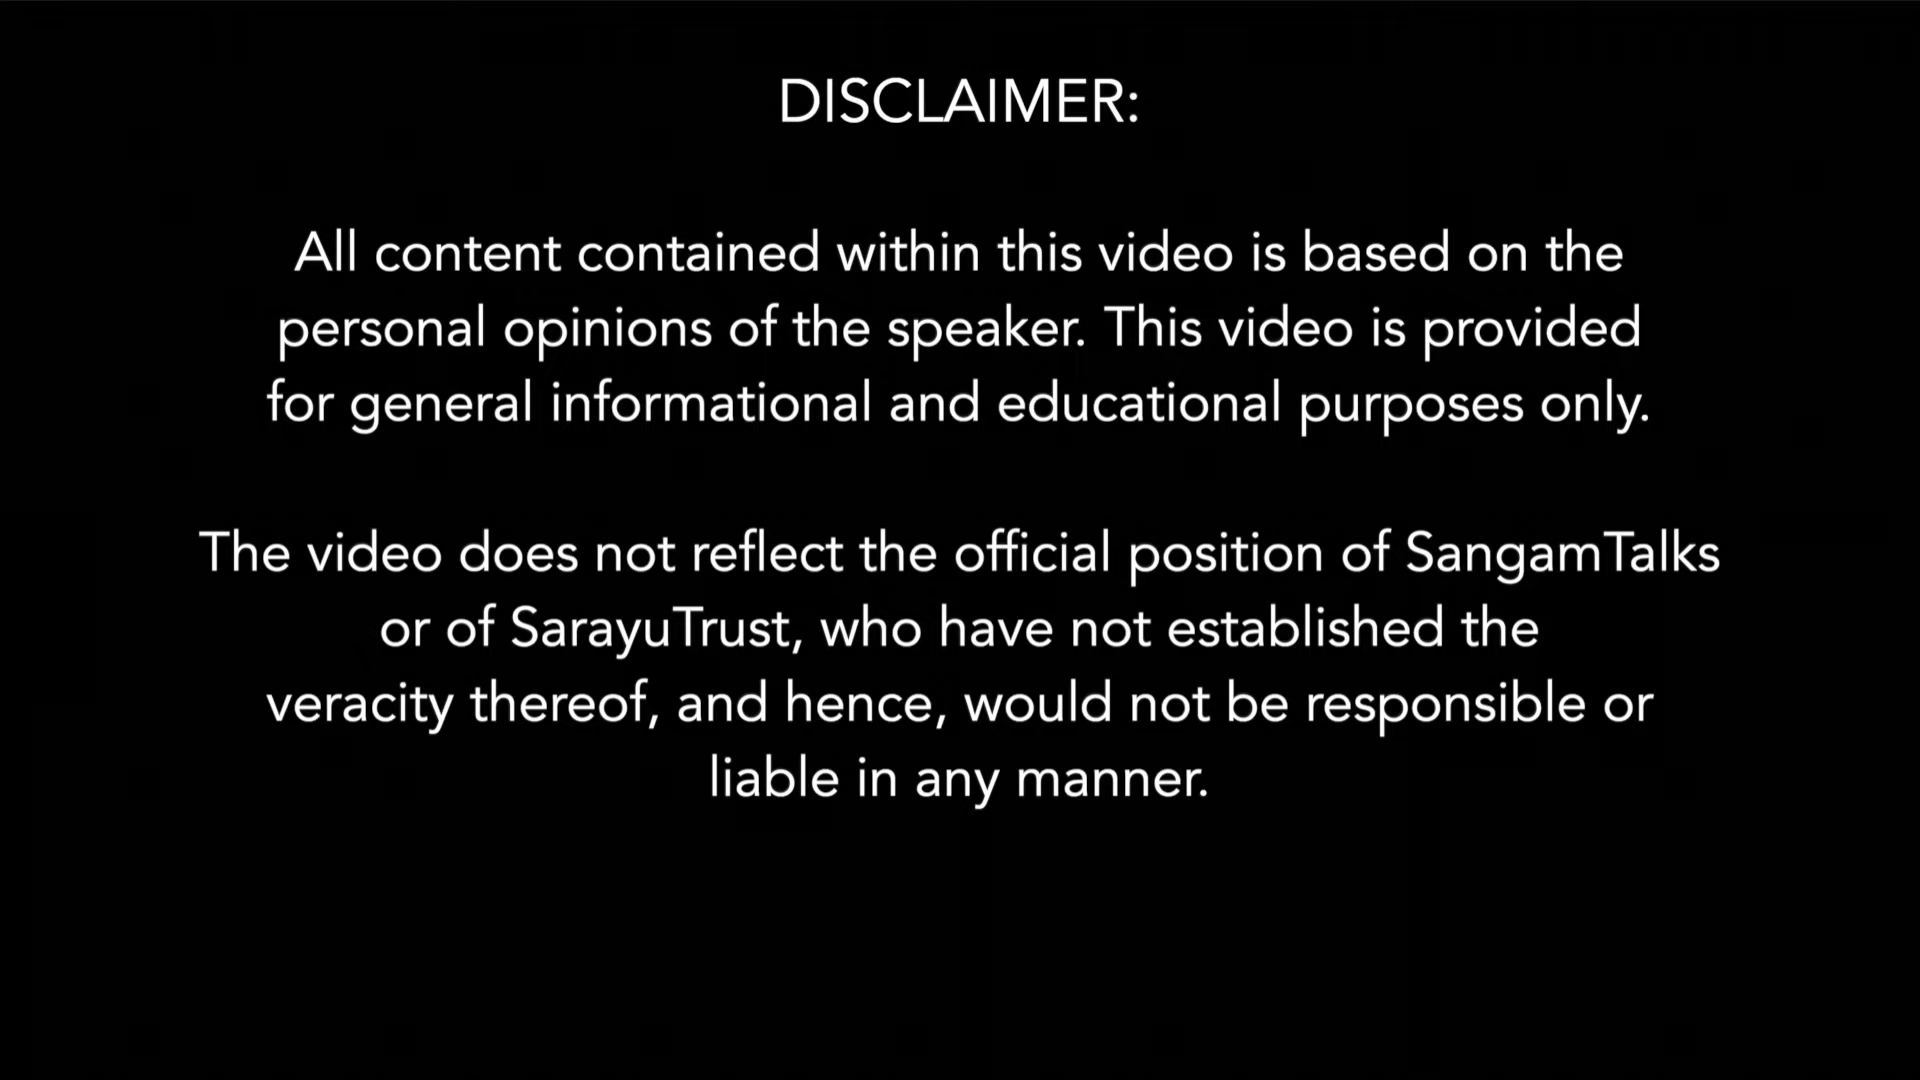 DISCLAIMER:
All content contained within this video is based on the
personal opinions of the speaker. This video is provided
for general informational and educational purposes only.
The video does not reflect the official position of SangamTalks
or of SarayuTrust, who have not established the
veracity thereof, and hence, would not be responsible or
liable in any manner.